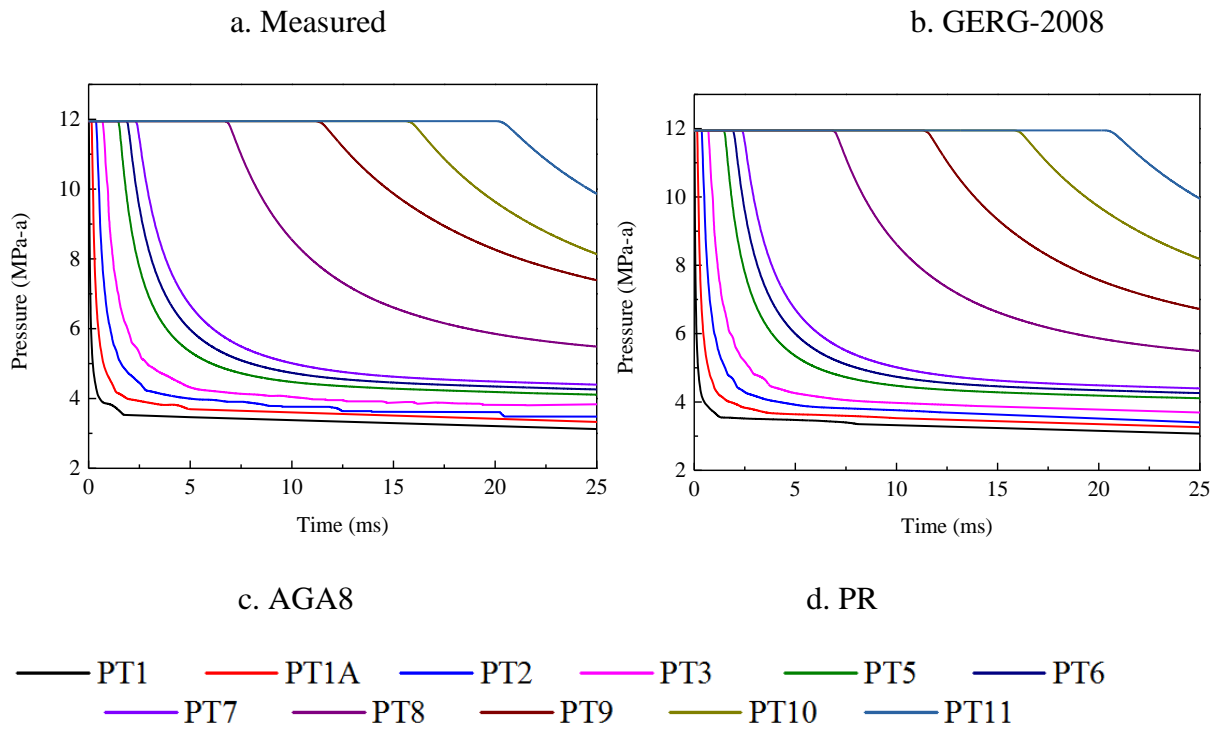 a. Measured
b. GERG-2008
Pressure (MPa-a)
12
10
8
6
4
2
0
5
10
15
20
25
Time (ms)
Pressure (MPa-a)
12
10
8
6
4
2
0
5
10
15
20
25
Time (ms)
c. AGA8
d. PR
PT1 PT1A PT2 PT3 PT5 PT6
PT7 PT8 PT9 PT10 PT11